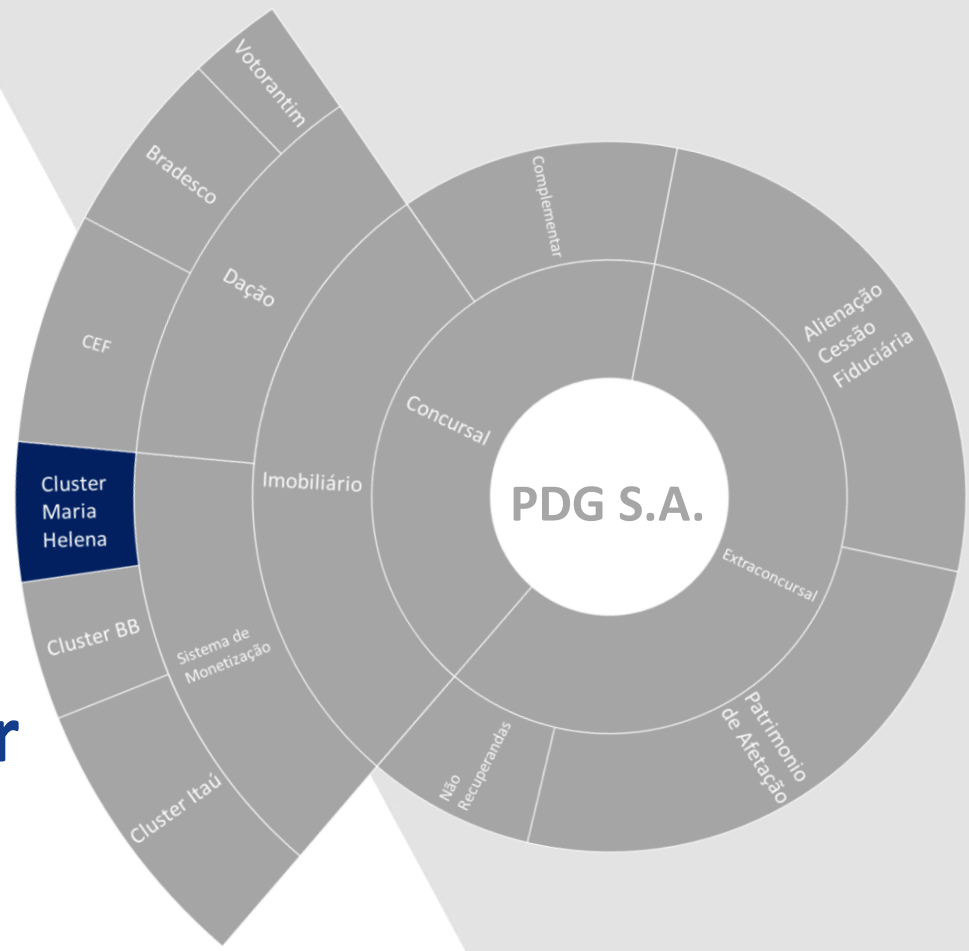 Votorantim
Bradesco
CEF
Cluster
Maria
Helena
Cluster BB
Cluster Itaú
Dação
Sistema de
Monetização
Imobiliário
Complementar
Concursal
PDG S.A.
Extraconcursal
Alienação
Cessão
Fiduciária
Patrimonio
de Afetação
Não
Recuperandas
r